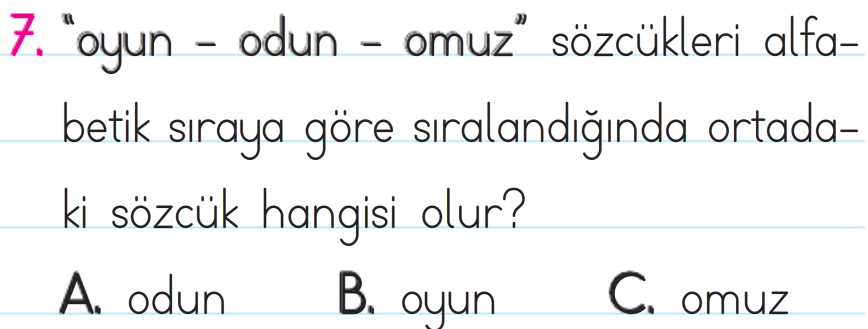 7. "oyun – odun – omuz" sözcükleri alfa-
betik sıraya göre sıralandığında ortada-
ki sözcük hangisi olur?
A. odun B. oyun C. omuz